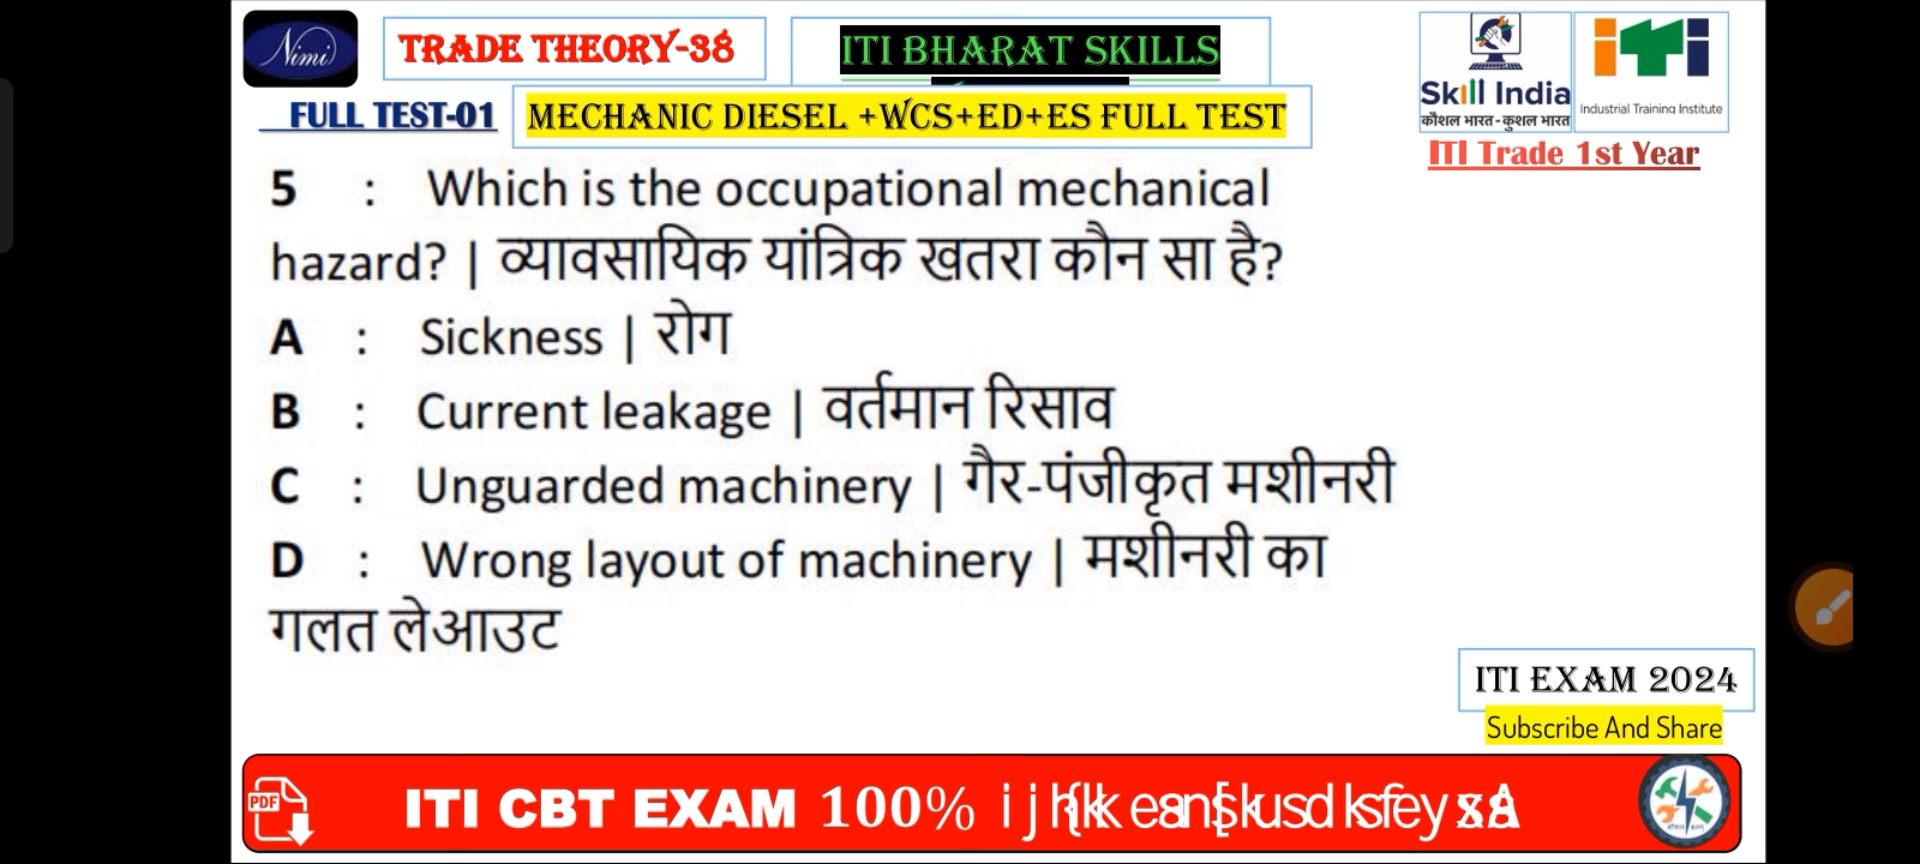 Nimi
TRADE THEORY-38
ITI BHARAT SKILLS
Skill India
कौशल भारत-कुशल भारत
iTi
Industrial Training Institute
FULL TEST-01
MECHANIC DIESEL +WCS+ED+ES FULL TEST
ITI Trade 1st Year
5 : Which is the occupational mechanical
hazard? | व्यावसायिक यांत्रिक खतरा कौन सा है?
A : Sickness | रोग
B : Current leakage | वर्तमान रिसाव
C : Unguarded machinery | गैर-पंजीकृत मशीनरी
D : Wrong layout of machinery | मशीनरी का
गलत लेआउट
ITI EXAM 2024
Subscribe And Share
PDF
ITI CBT EXAM 100%